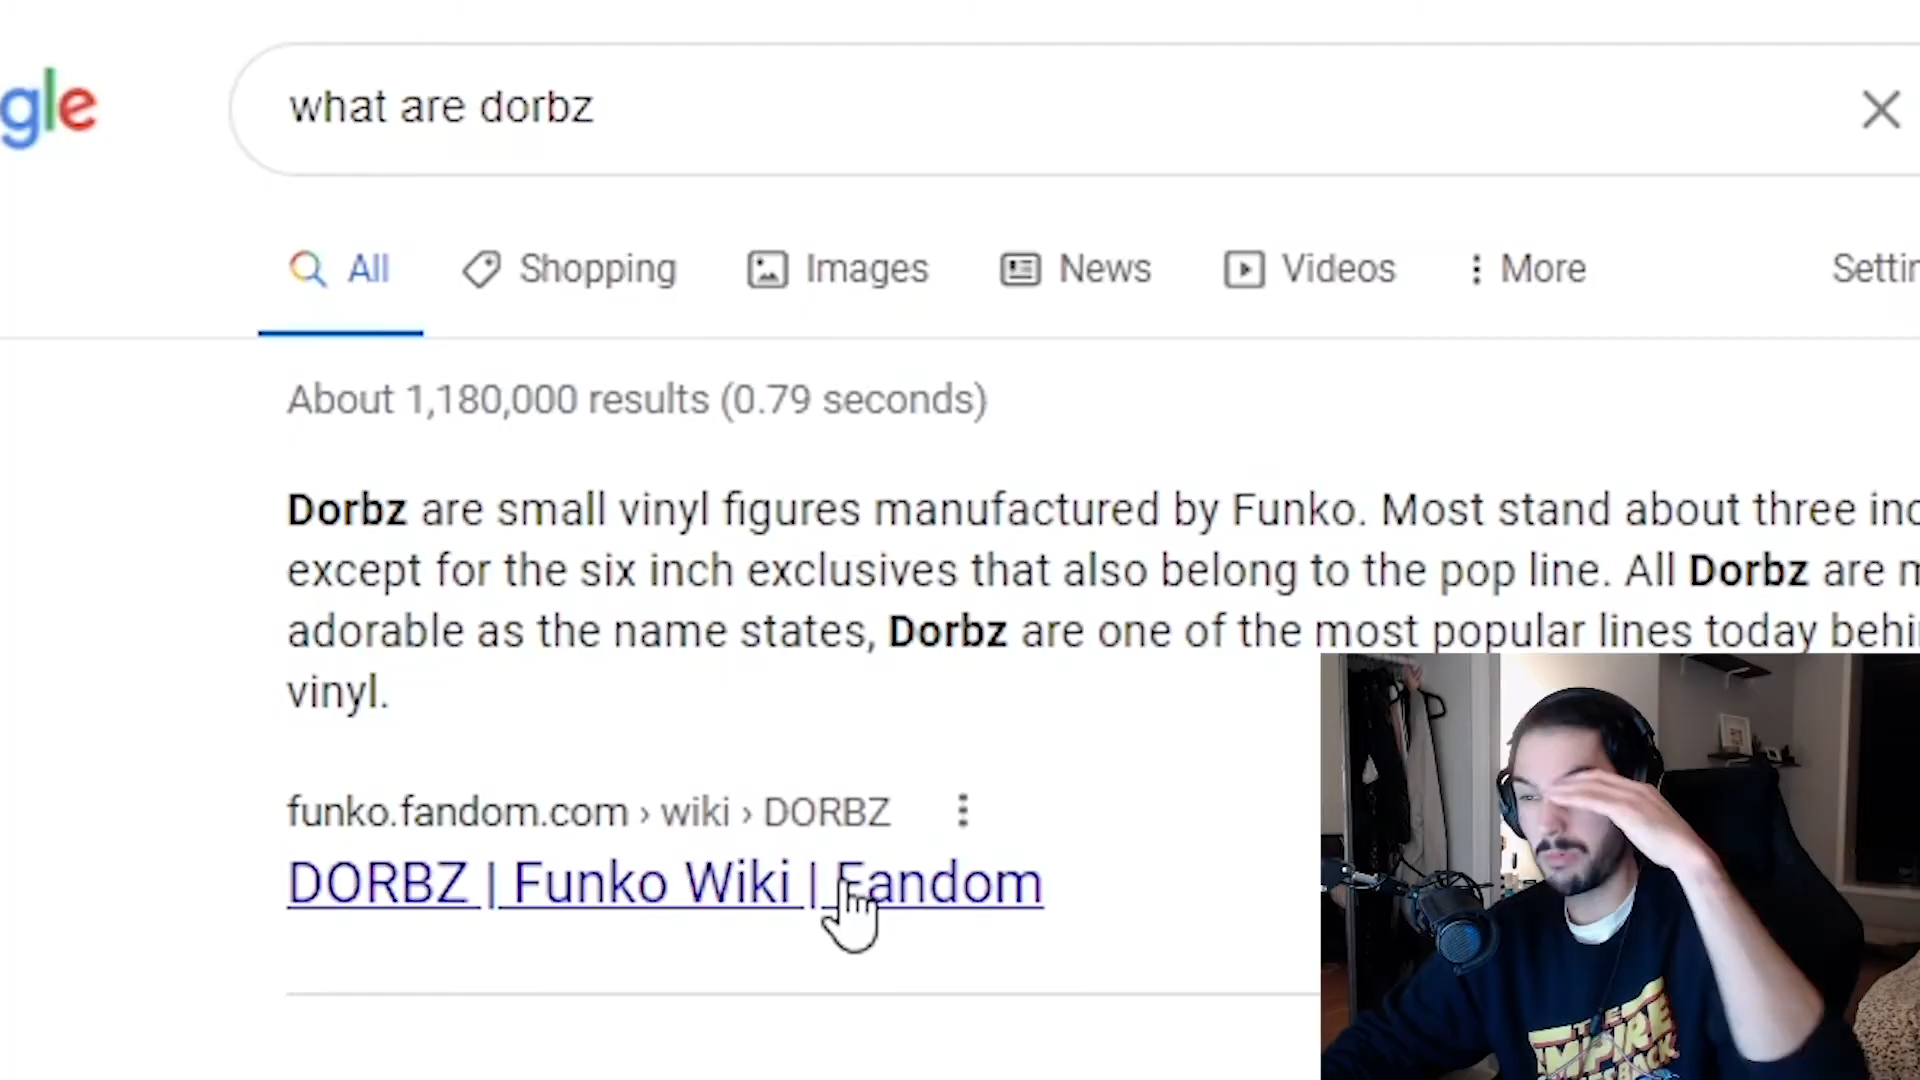 gle
what are dorbz
All Shopping Images News Videos More
About 1,180,000 results (0.79 seconds)
Dorbz are small vinyl figures manufactured by Funko. Most stand about three inc
except for the six inch exclusives that also belong to the pop line. All Dorbz are m
adorable as the name states, Dorbz are one of the most popular lines today behi
vinyl.
funko.fandom.com › wiki › DORBZ
DORBZ | Funko Wiki | Fandom
THE
EMPIRE